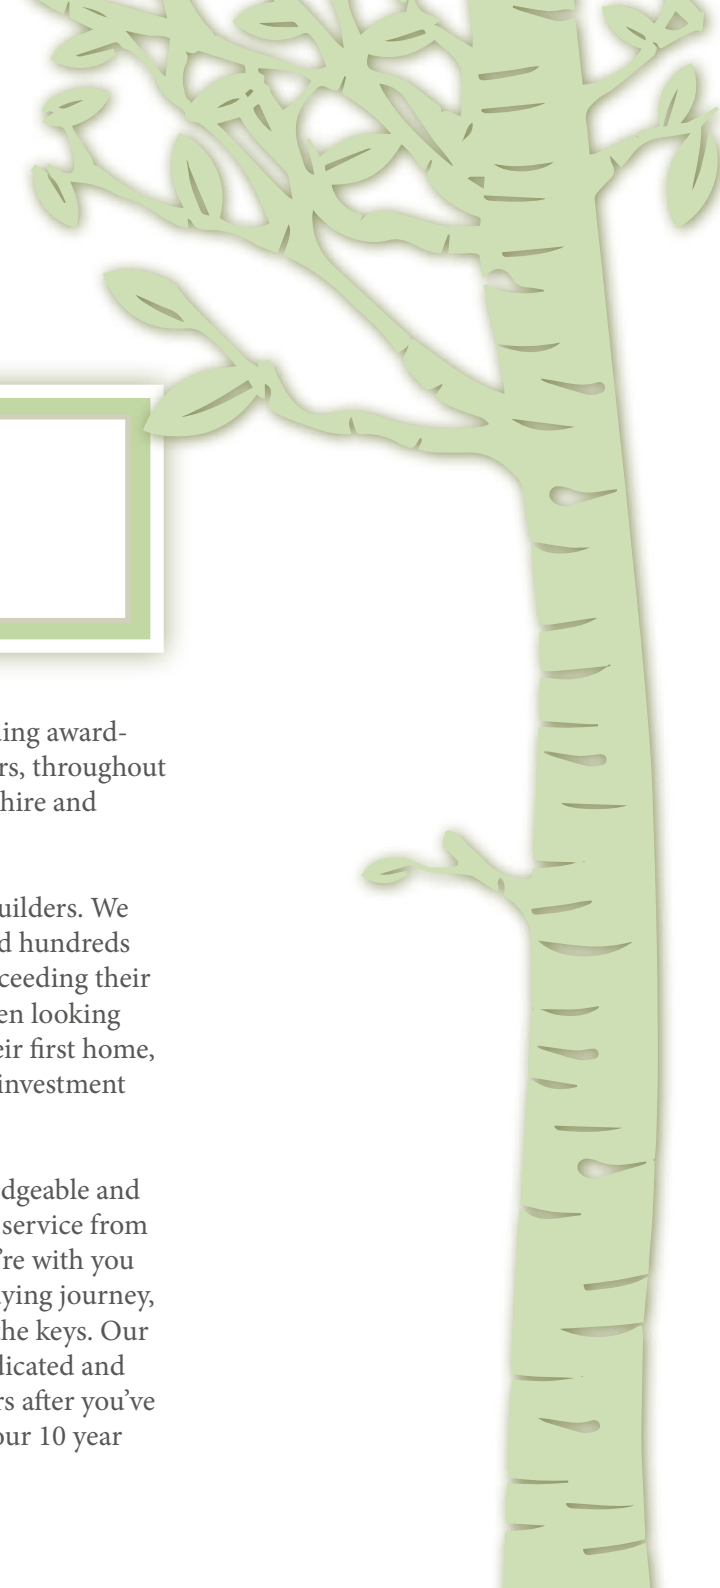 ing award-
rs, throughout
hire and
uilders. We
d hundreds
ceeding their
en looking
eir first home,
investment
dgeable and
service from
’re with you
ying journey,
he keys. Our
licated and
rs after you’ve
our 10 year